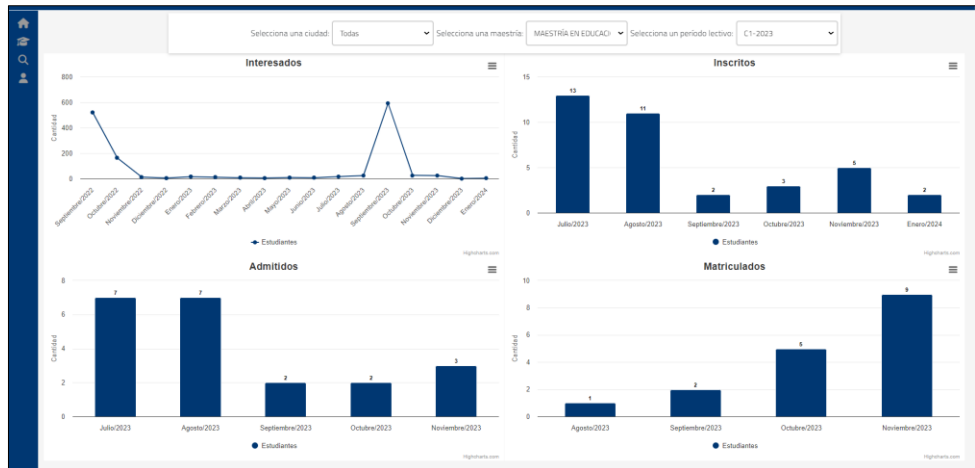 Selecciona una ciudad: Todas Selecciona una maestría: MAESTRÍA EN EDUCACI Selecciona un período lectivo: C1-2023
Interesados
Cantidad
800
600
400
200
0
Septiembre/2022 Octubre/2022 Noviembre/2022 Diciembre/2022 Enero/2023 Febrero/2023 Marzo/2023 Abril/2023 Mayo/2023 Junio/2023 Julio/2023 Agosto/2023 Septiembre/2023 Octubre/2023 Noviembre/2023 Diciembre/2023 Enero/2024
Estudiantes
Highcharts.com
Inscritos
Cantidad
15
10
5
0
13 11 2 3 5 2
Julio/2023 Agosto/2023 Septiembre/2023 Octubre/2023 Noviembre/2023 Enero/2024
Estudiantes
Highcharts.com
Admitidos
Cantidad
8
6
4
2
0
7 7 2 2 3
Julio/2023 Agosto/2023 Septiembre/2023 Octubre/2023 Noviembre/2023
Estudiantes
Highcharts.com
Matriculados
Cantidad
10
8
6
4
2
0
1 2 5 9
Agosto/2023 Septiembre/2023 Octubre/2023 Noviembre/2023
Estudiantes
Highcharts.com